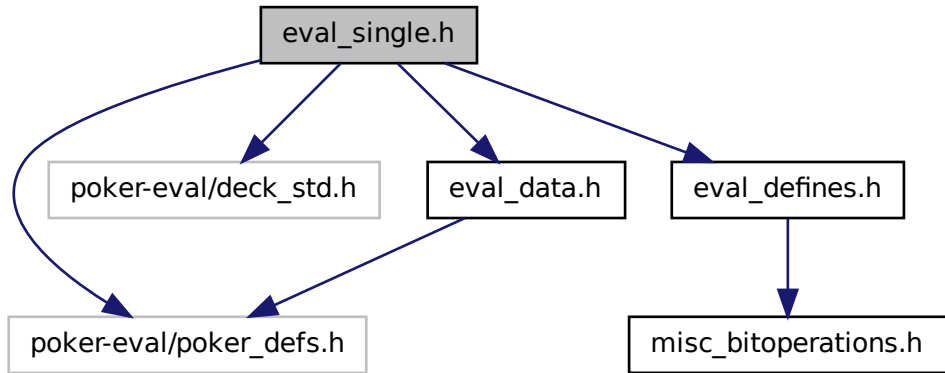 eval_single.h
poker-eval/deck_std.h
eval_data.h
eval_defines.h
poker-eval/poker_defs.h
misc_bitoperations.h